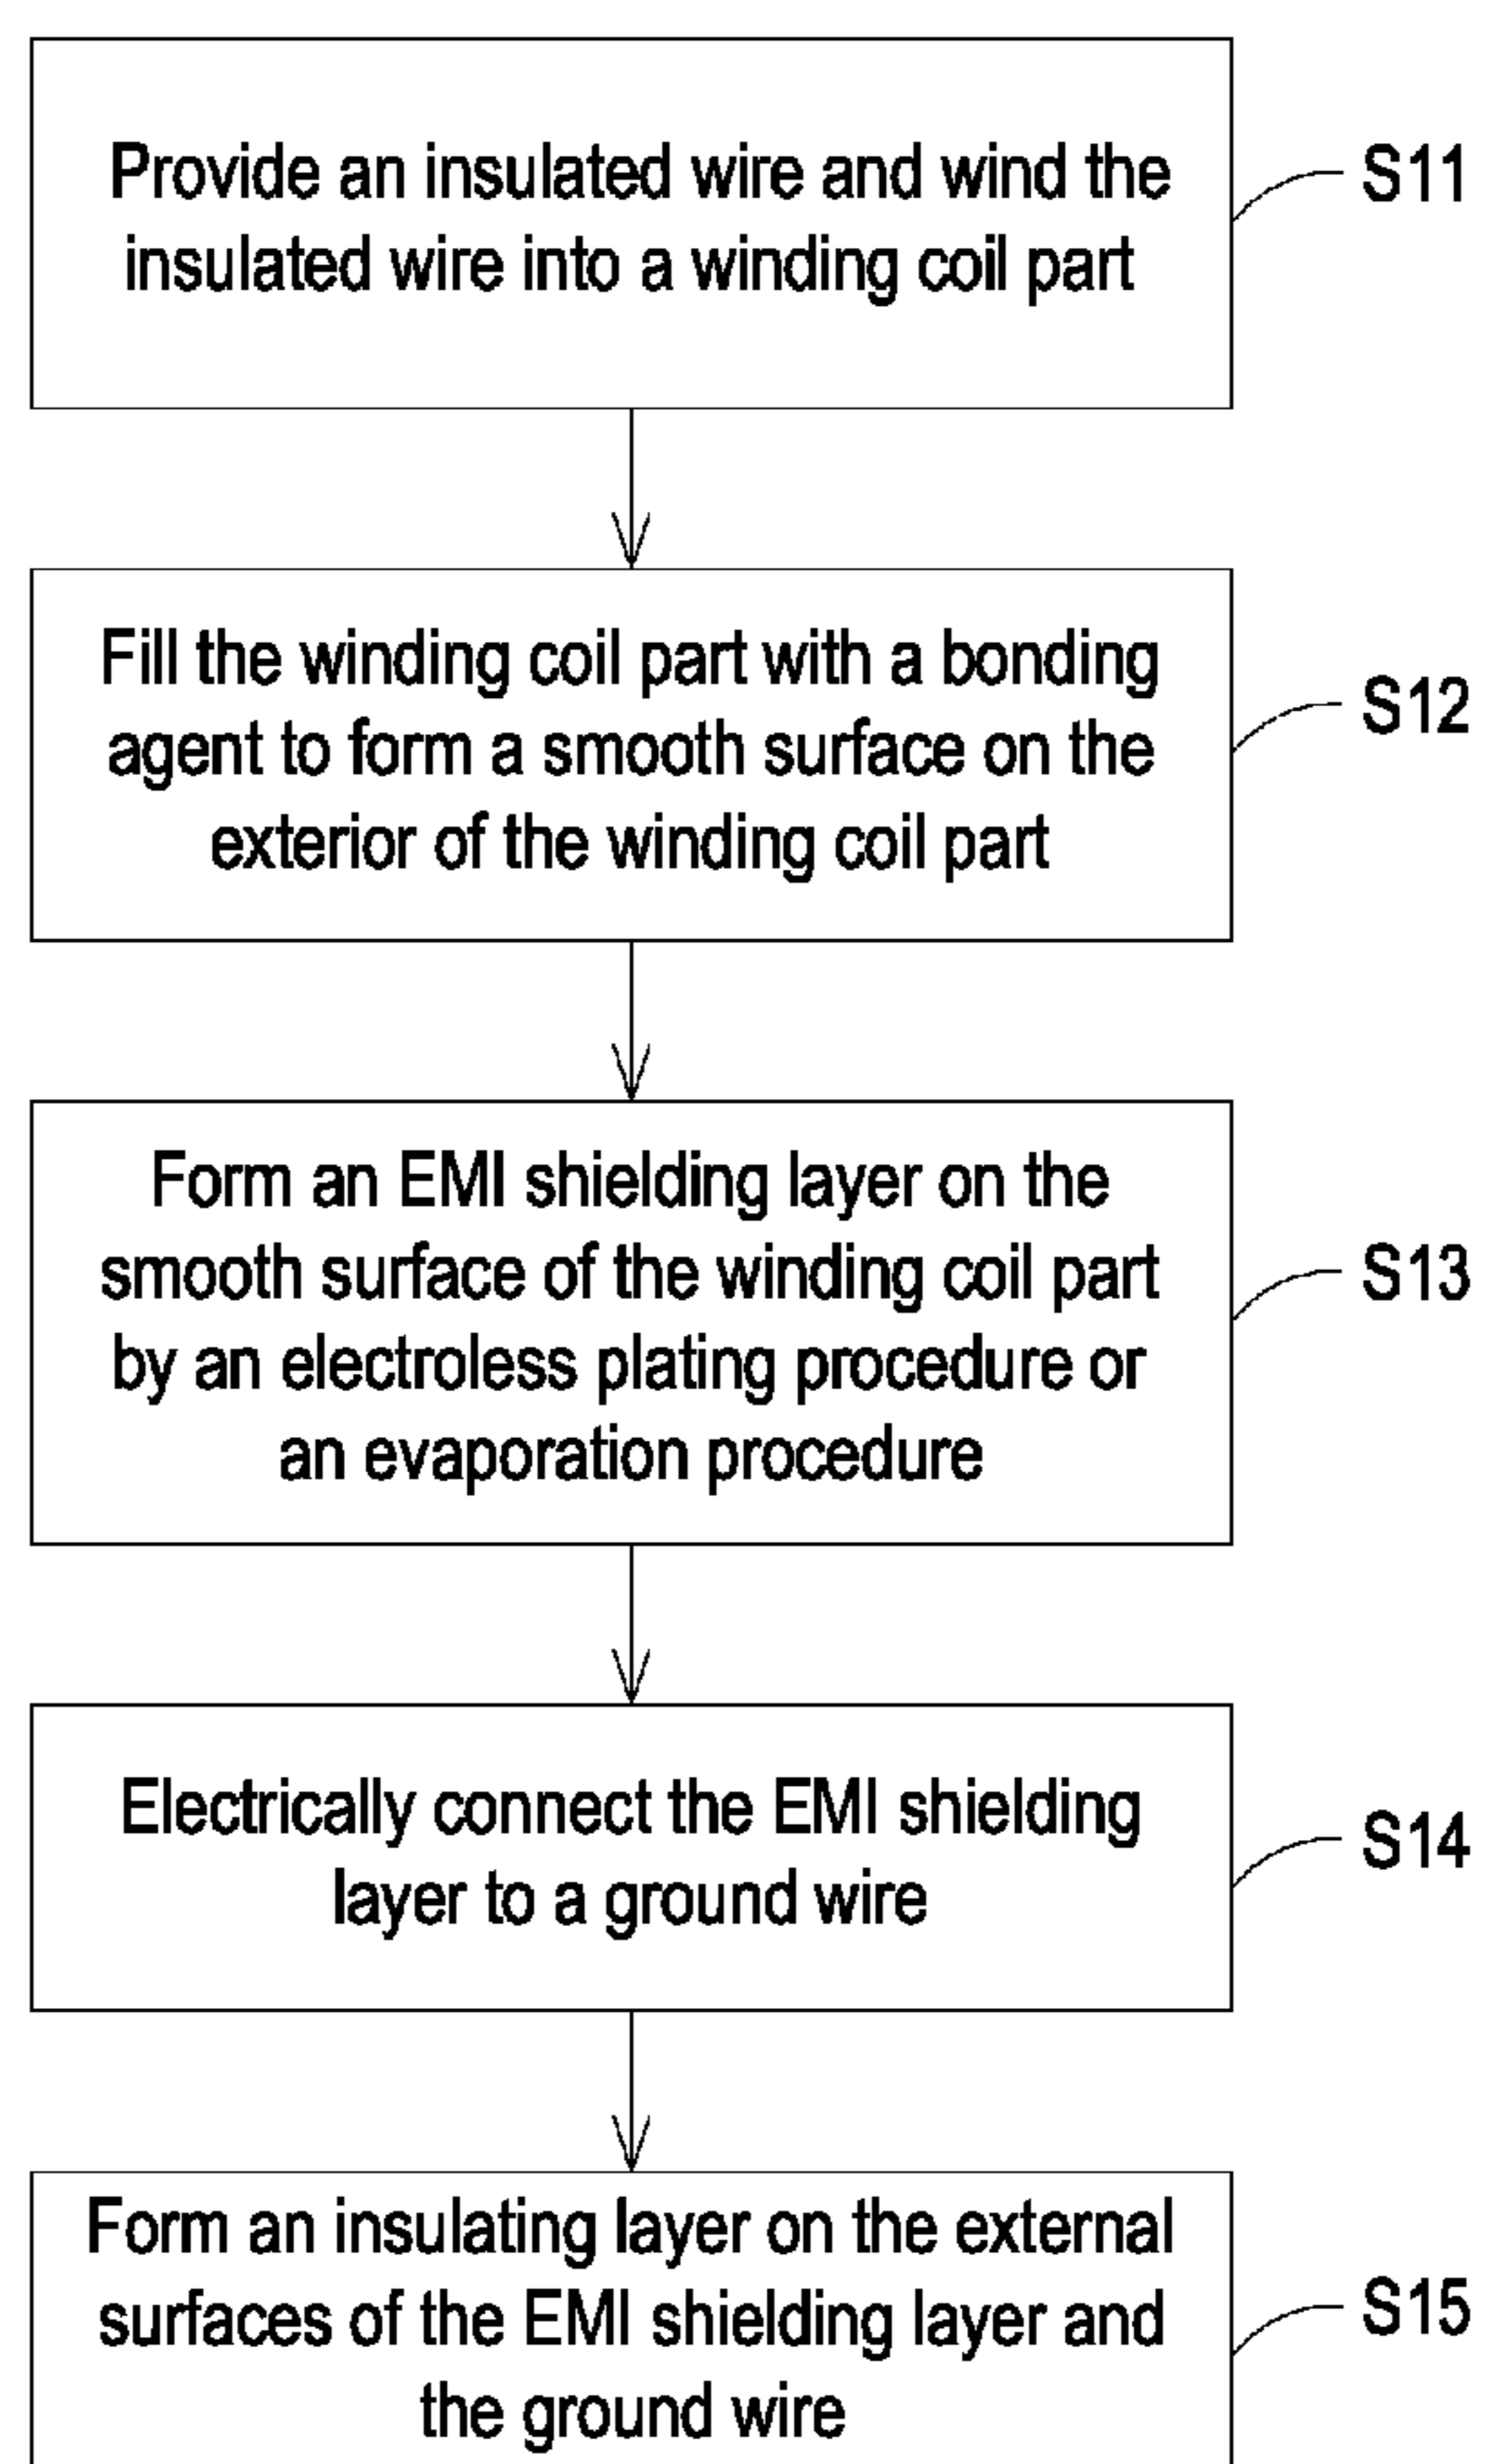 Provide an insulated wire and wind the
insulated wire into a winding coil part
S11
Fill the winding coil part with a bonding
agent to form a smooth surface on the
exterior of the winding coil part
S12
Form an EMI shielding layer on the
smooth surface of the winding coil part
by an electroless plating procedure or
an evaporation procedure
S13
Electrically connect the EMI shielding
layer to a ground wire
S14
Form an insulating layer on the external
surfaces of the EMI shielding layer and
the ground wire
S15